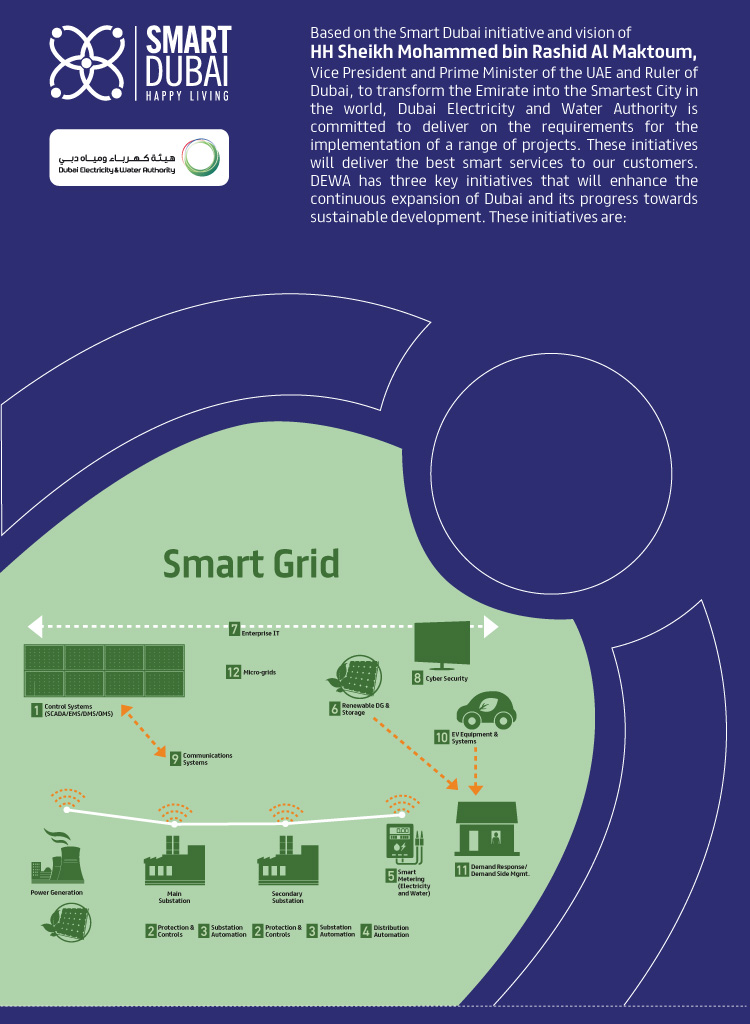 SMART
DUBAI
HAPPY LIVING
هيئة كهرباء ومياه دبي
Dubai Electricity & Water Authority
Based on the Smart Dubai initiative and vision of
HH Sheikh Mohammed bin Rashid Al Maktoum,
Vice President and Prime Minister of the UAE and Ruler of
Dubai, to transform the Emirate into the Smartest City in
the world, Dubai Electricity and Water Authority is
committed to deliver on the requirements for the
implementation of a range of projects. These initiatives
will deliver the best smart services to our customers.
DEWA has three key initiatives that will enhance the
continuous expansion of Dubai and its progress towards
sustainable development. These initiatives are:
Smart Grid
7 Enterprise IT
12 Micro-grids
8 Cyber Security
1 Control Systems
(SCADA/EMS/DMS/OMS)
6 Renewable DG &
Storage
10 EV Equipment &
Systems
9 Communications
Systems
Power Generation
Main
Substation
Secondary
Substation
5 Smart
Metering
(Electricity
and Water)
11 Demand Response/
Demand Side Mgmt.
2 Protection &
Controls
3 Substation
Automation
2 Protection &
Controls
3 Substation
Automation
4 Distribution
Automation